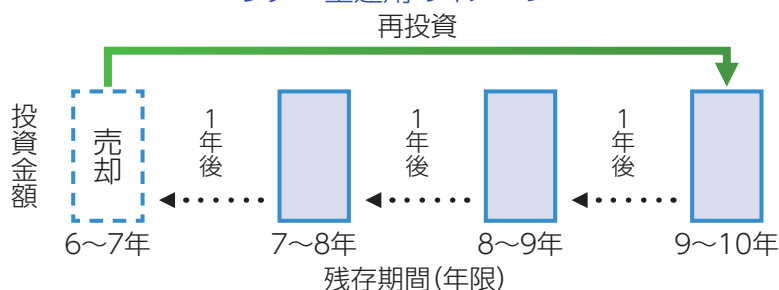 再投資
投資金額
売却
1年後
1年後
1年後
6〜7年
7〜8年
8〜9年
9〜10年
残存期間(年限)